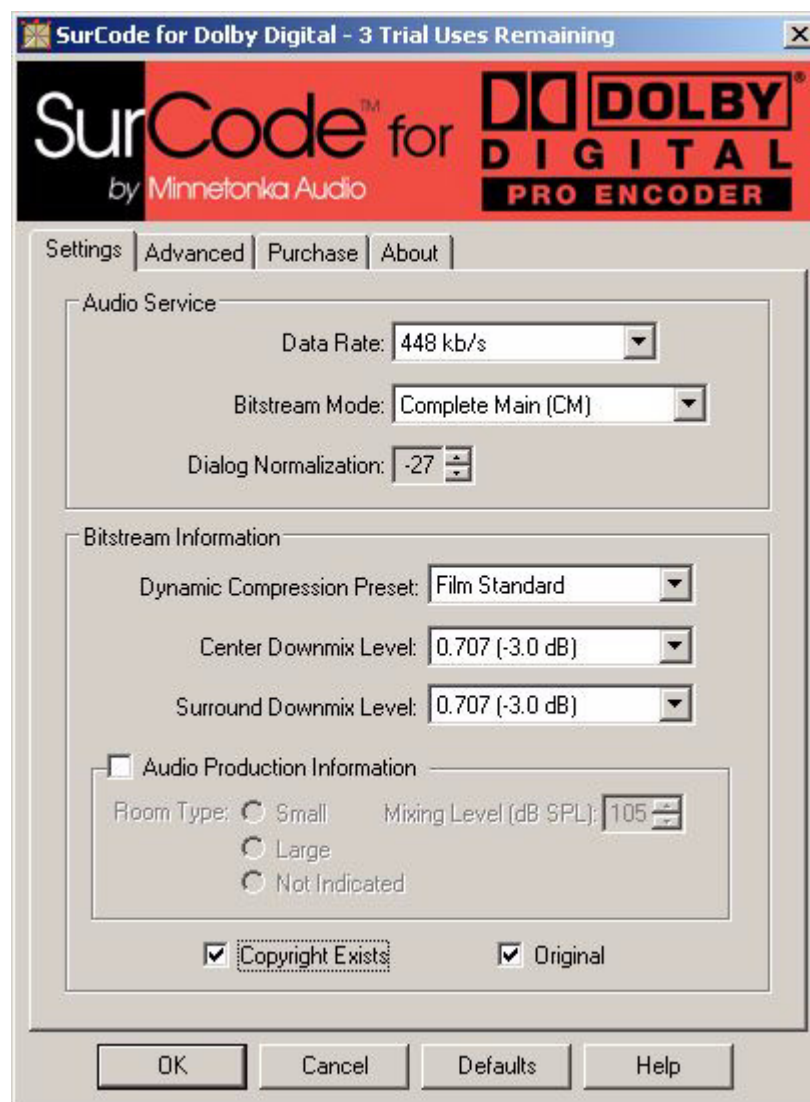 SurCode for Dolby Digital - 3 Trial Uses Remaining
SurCode™ for DOLBY®
DIGITAL
by Minnetonka Audio PRO ENCODER
Settings Advanced Purchase About
Audio Service
Data Rate: 448 kb/s
Bitstream Mode: Complete Main (CM)
Dialog Normalization: -27
Bitstream Information
Dynamic Compression Preset: Film Standard
Center Downmix Level: 0.707 (-3.0 dB)
Surround Downmix Level: 0.707 (-3.0 dB)
Audio Production Information
Room Type: Small Mixing Level (dB SPL): 105
Large
Not Indicated
Copyright Exists Original
OK Cancel Defaults Help